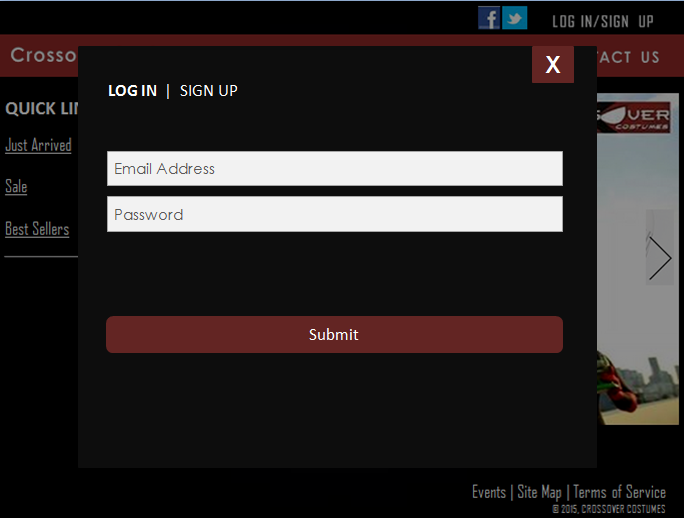 LOG IN/SIGN UP
Crosso
ACT US
X
LOG IN | SIGN UP
QUICK LI
OVER
COSTUMES
Just Arrived
Email Address
Sale
Password
Best Sellers
Submit
Events | Site Map | Terms of Service
© 2015, CROSSOVER COSTUMES